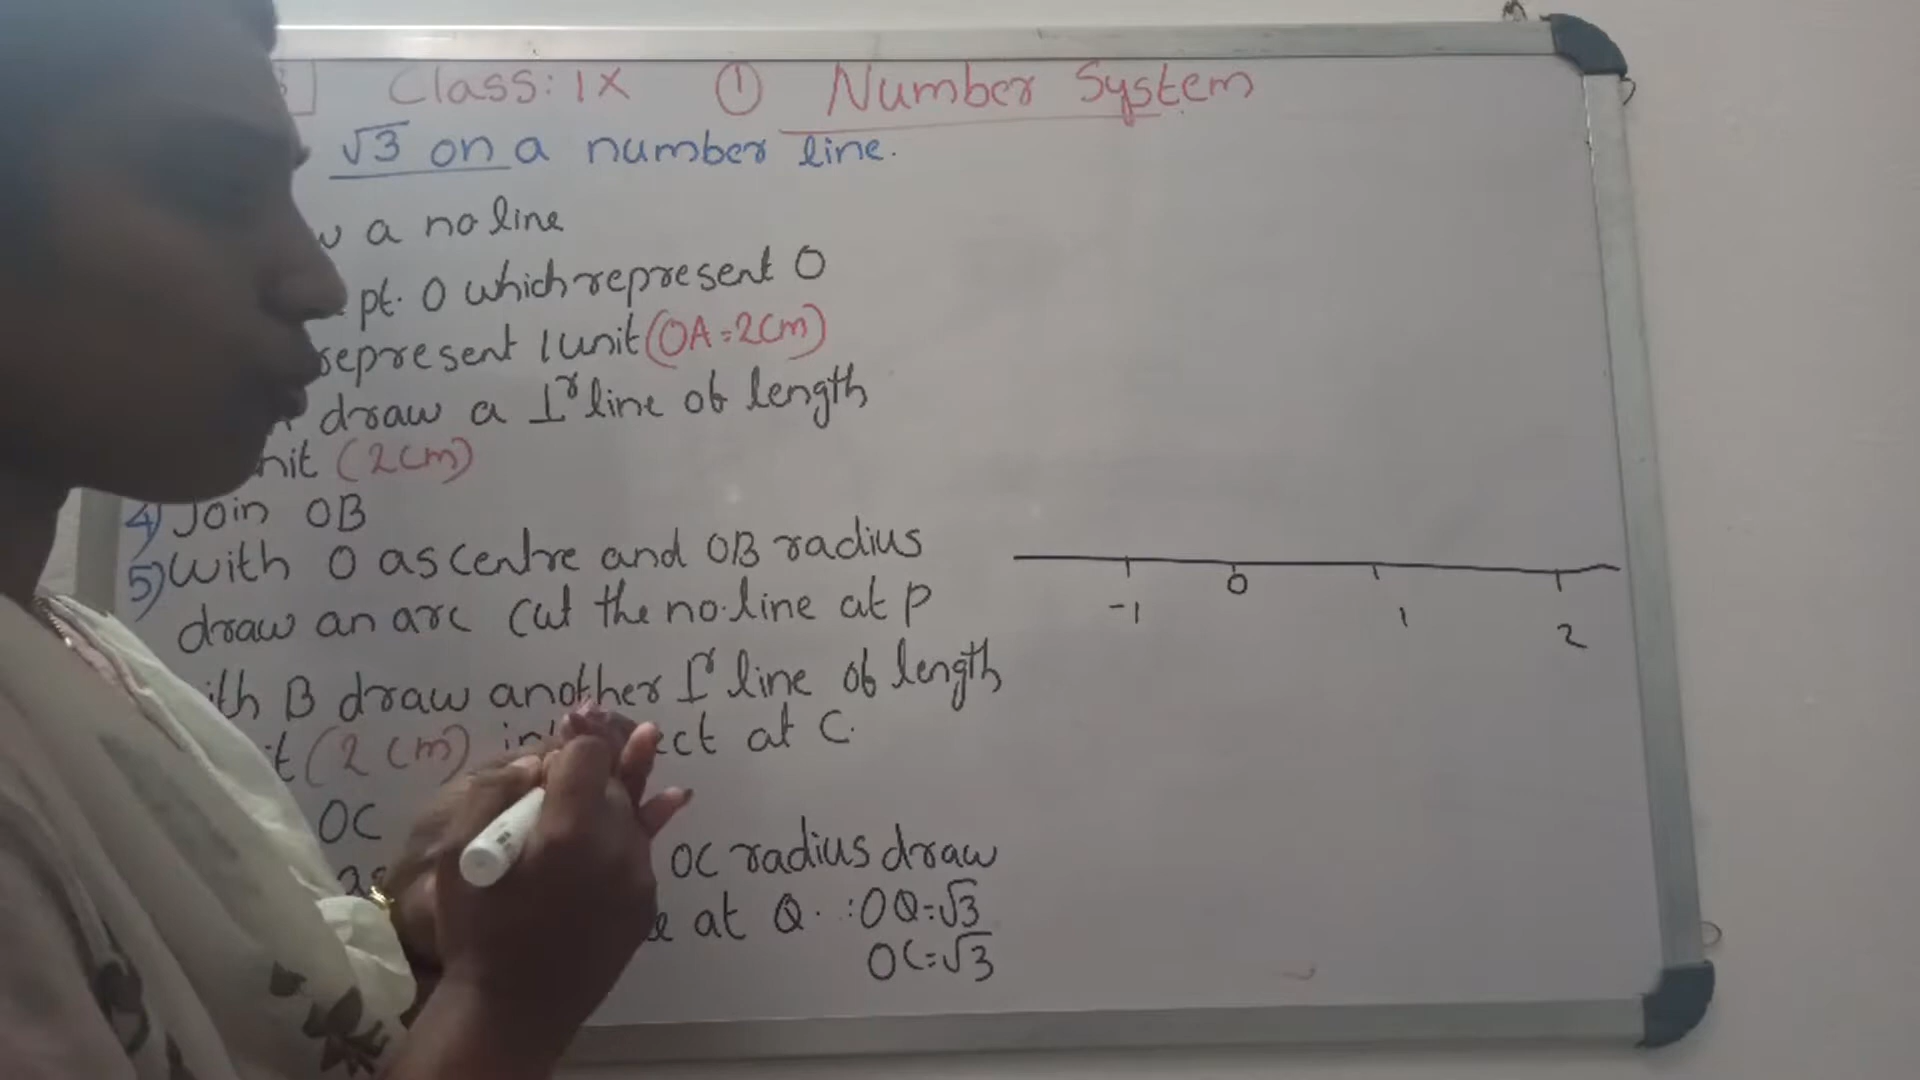 Class: IX ① Number System
√3 on a number line.
a no line
pt. O which represent O
represent 1 unit (OA=2cm)
draw a ⊥r line of length
(2cm)
4) Join OB
5) With O as centre and OB radius
draw an arc cut the no.line at P
B draw another ⊥r line of length
(2 cm) at C.
OC
OC radius draw
at Q. :OQ=√3
OC=√3
-1 0 1 2